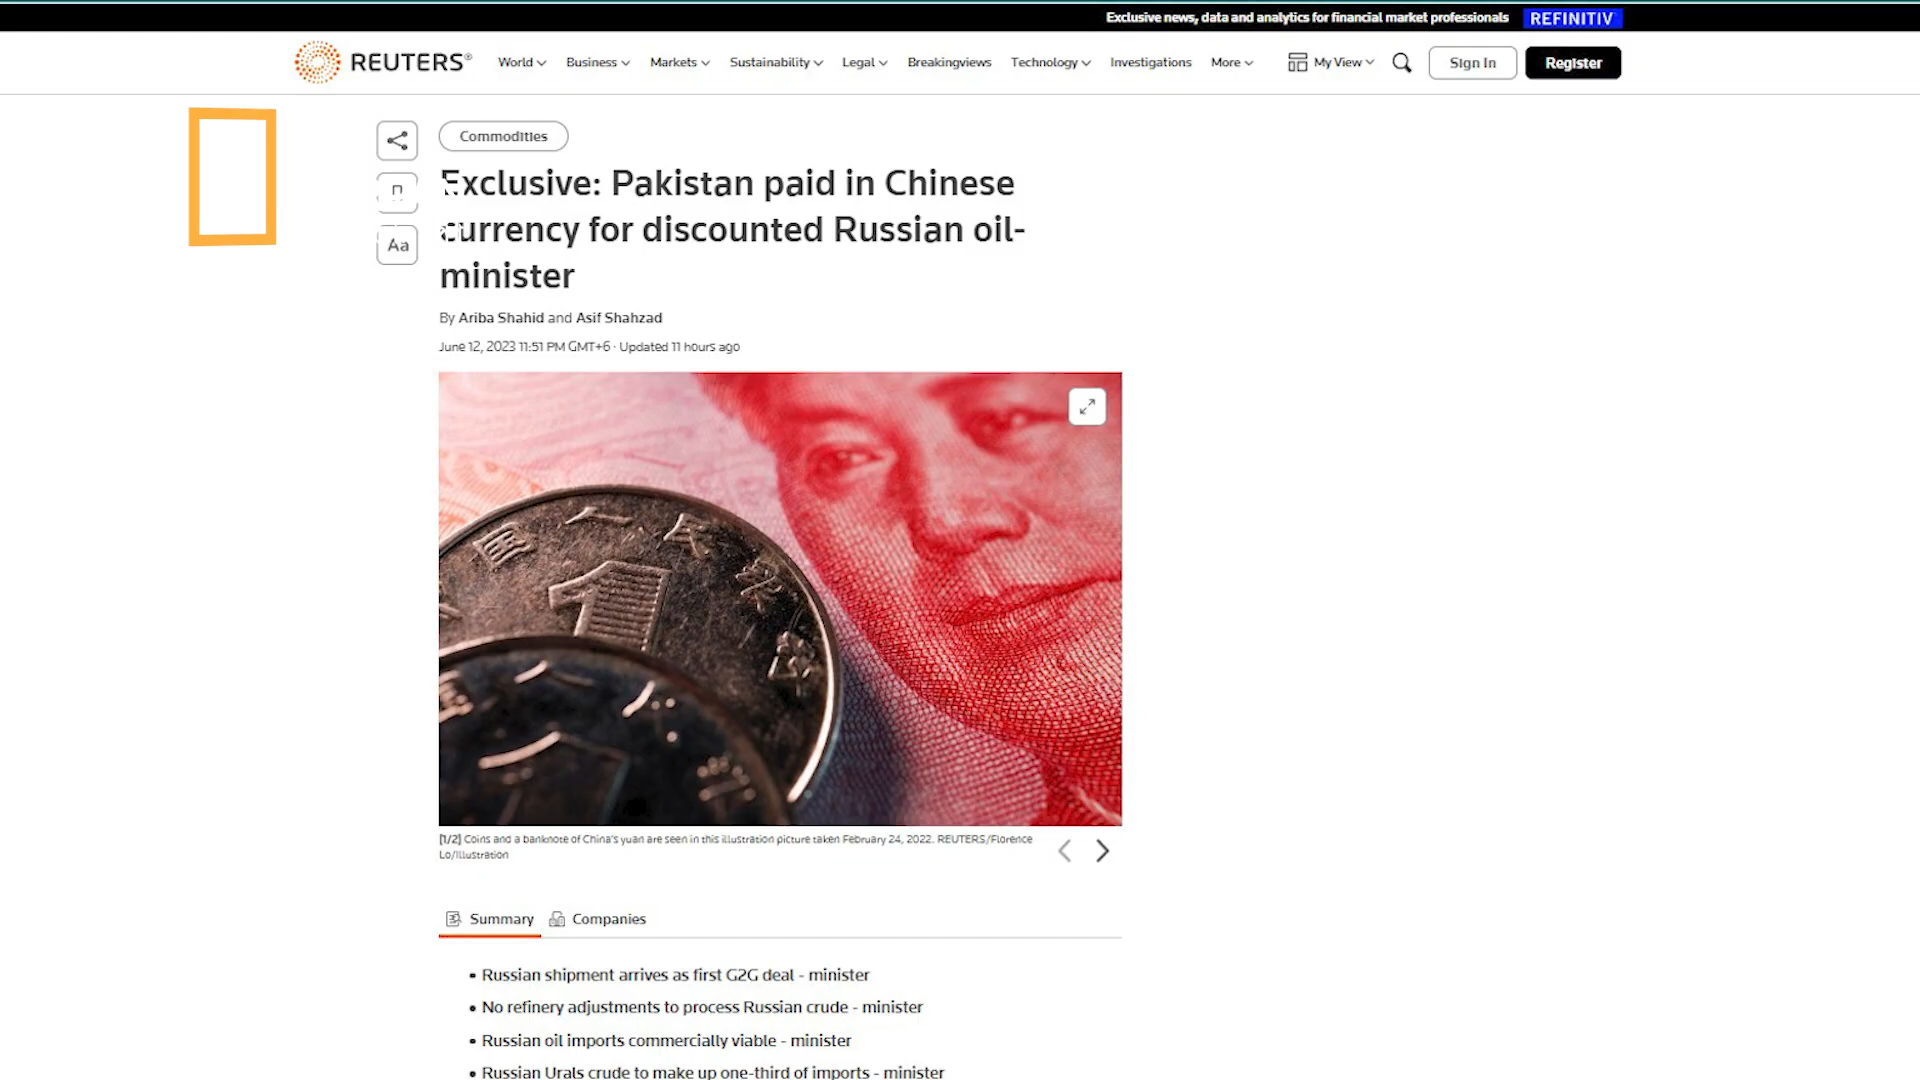 Exclusive news, data and analytics for financial market professionals REFINITIV
REUTERS® World Business Markets Sustainability Legal Breakingviews Technology Investigations More My View Sign In Register
Commodities
Exclusive: Pakistan paid in Chinese
currency for discounted Russian oil-
minister
Aa
By Ariba Shahid and Asif Shahzad
June 12, 2023 11:51 PM GMT+6 · Updated 11 hours ago
国人民银
1
[1/2] Coins and a banknote of China's yuan are seen in this illustration picture taken February 24, 2022. REUTERS/Florence
Lo/Illustration
Summary Companies
• Russian shipment arrives as first G2G deal - minister
• No refinery adjustments to process Russian crude - minister
• Russian oil imports commercially viable - minister
• Russian Urals crude to make up one-third of imports - minister